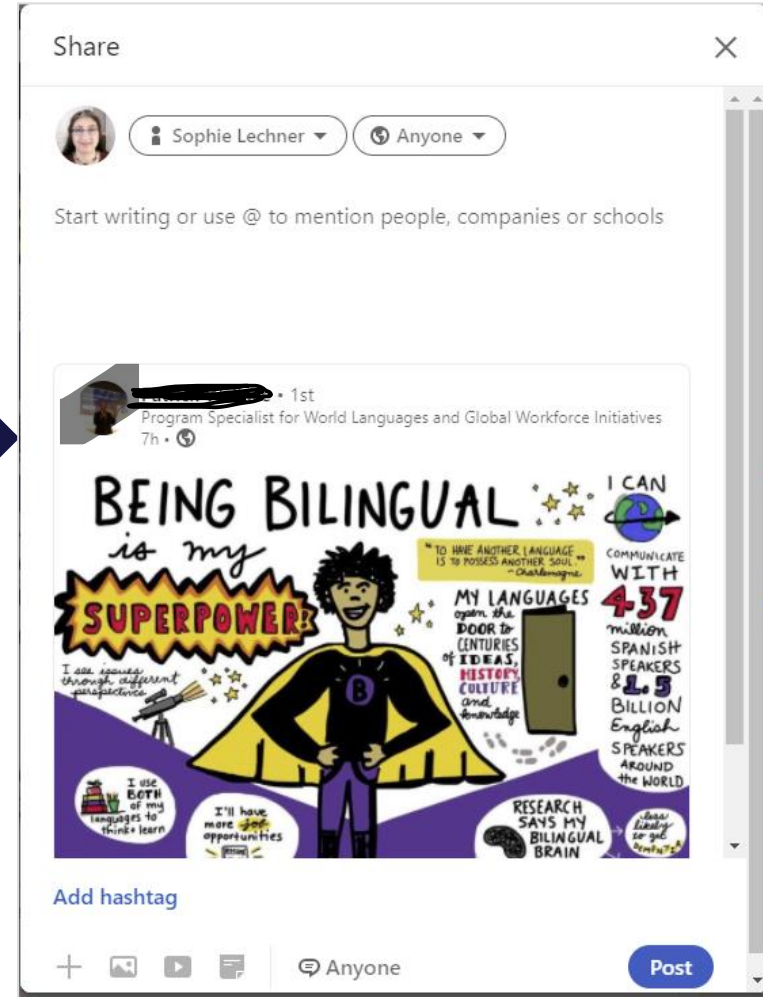 Share
Sophie Lechner
Anyone
Start writing or use @ to mention people, companies or schools
• 1st
Program Specialist for World Languages and Global Workforce Initiatives
7h •
BEING BILINGUAL
is my
SUPERPOWER!
I see issues
through different
perspectives
"TO HAVE ANOTHER LANGUAGE
IS TO POSSESS ANOTHER SOUL."
~Charlemagne
MY LANGUAGES
open the
DOOR to
CENTURIES
of IDEAS,
HISTORY,
CULTURE
and
knowledge
I CAN
COMMUNICATE
WITH
437
million
SPANISH
SPEAKERS
& 1.5
BILLION
English
SPEAKERS
AROUND
the WORLD
B
I use
BOTH
of my
languages to
think + learn
I'll have
more job
opportunities
RESUME
RESEARCH
SAYS MY
BILINGUAL
BRAIN
less
likely
to get
DEMENTIA
Add hashtag
Anyone
Post